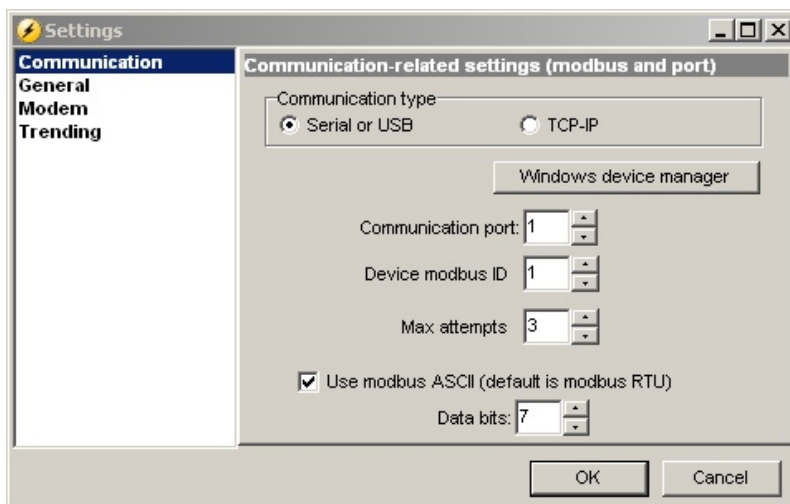 Settings
Communication
General
Modem
Trending
Communication-related settings (modbus and port)
Communication type
Serial or USB
TCP-IP
Windows device manager
Communication port: 1
Device modbus ID 1
Max attempts 3
Use modbus ASCII (default is modbus RTU)
Data bits: 7
OK
Cancel